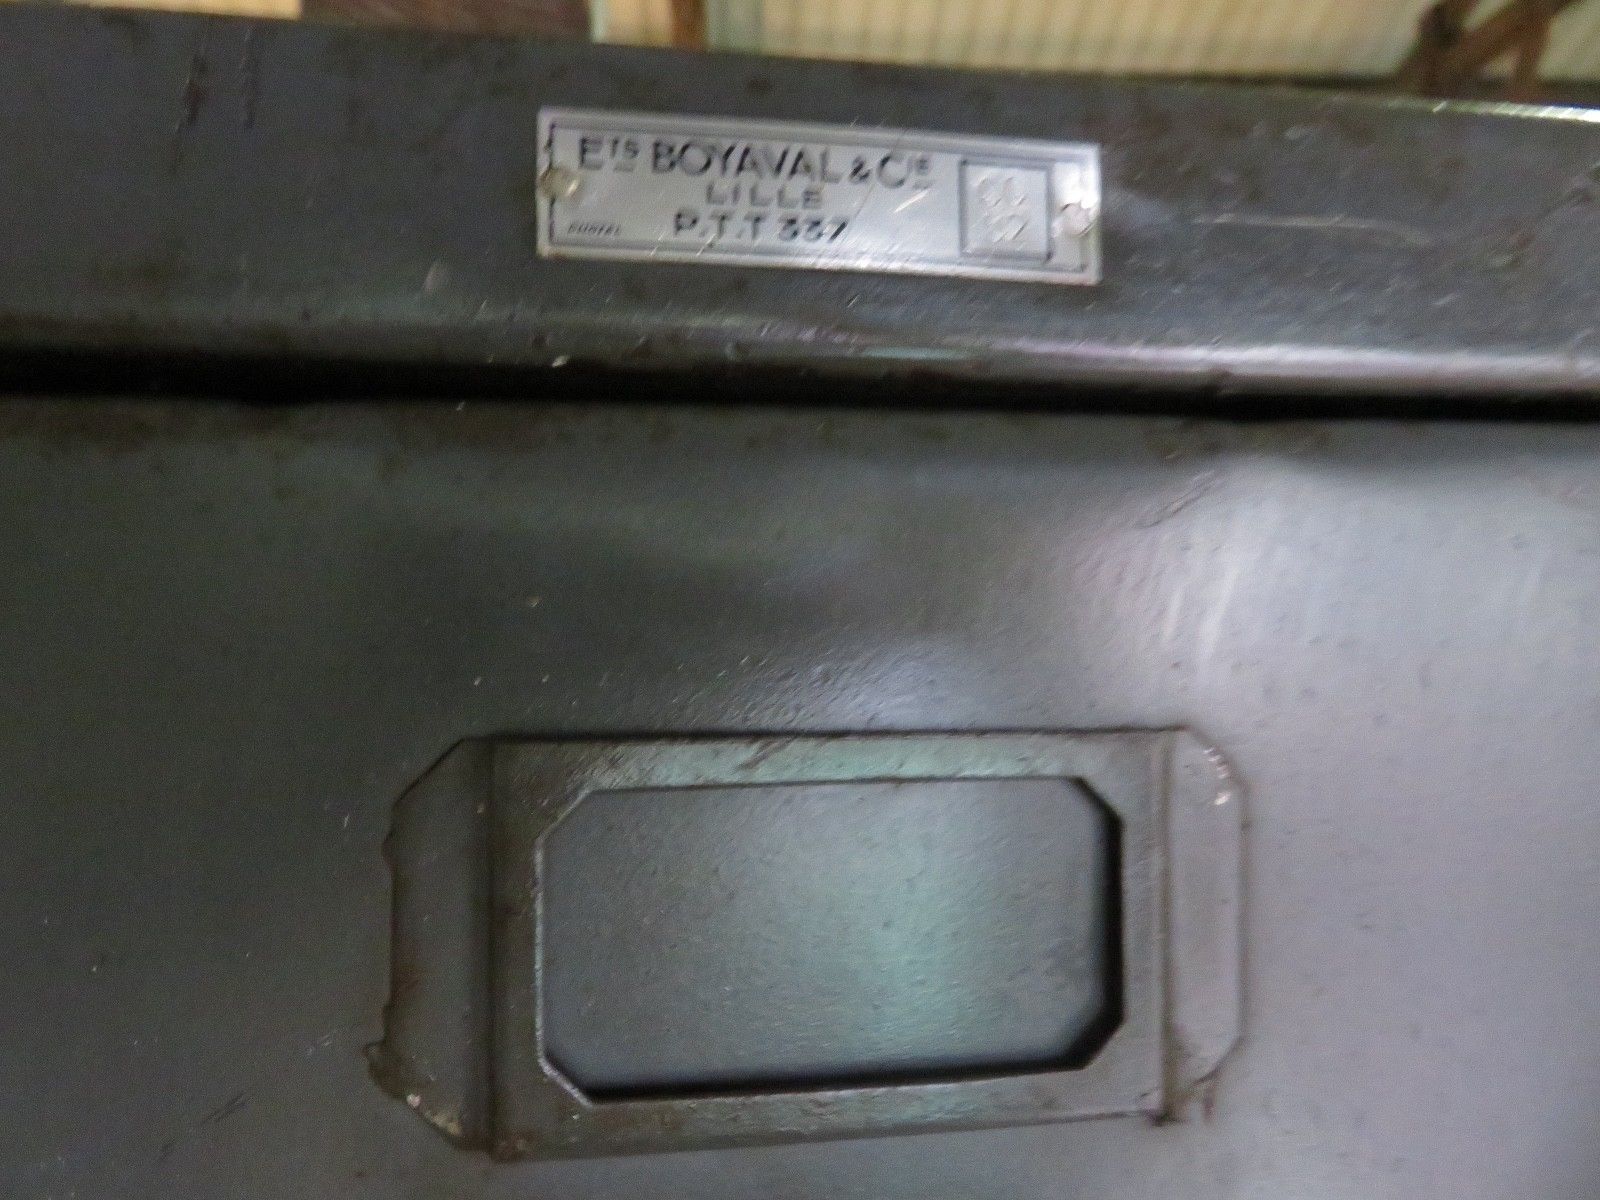 ETS BOYAVAL & CIE
LILLE
P.T.T 337